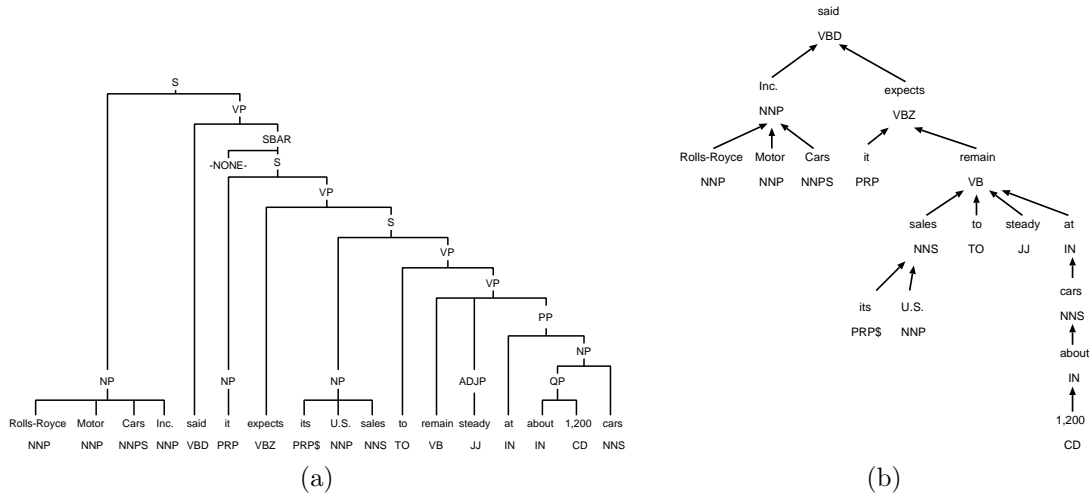 S
VP
SBAR
-NONE-
S
VP
S
VP
VP
PP
NP
NP
NP
NP
ADJP
QP
Rolls-Royce Motor Cars Inc. said it expects its U.S. sales to remain steady at about 1,200 cars
NNP NNP NNPS NNP VBD PRP VBZ PRP$ NNP NNS TO VB JJ IN IN CD NNS
(a)
said
VBD
Inc. expects
NNP VBZ
Rolls-Royce Motor Cars it remain
NNP NNP NNPS PRP VB
sales to steady at
NNS TO JJ IN
cars
its U.S.
NNS
PRP$ NNP
about
IN
1,200
CD
(b)